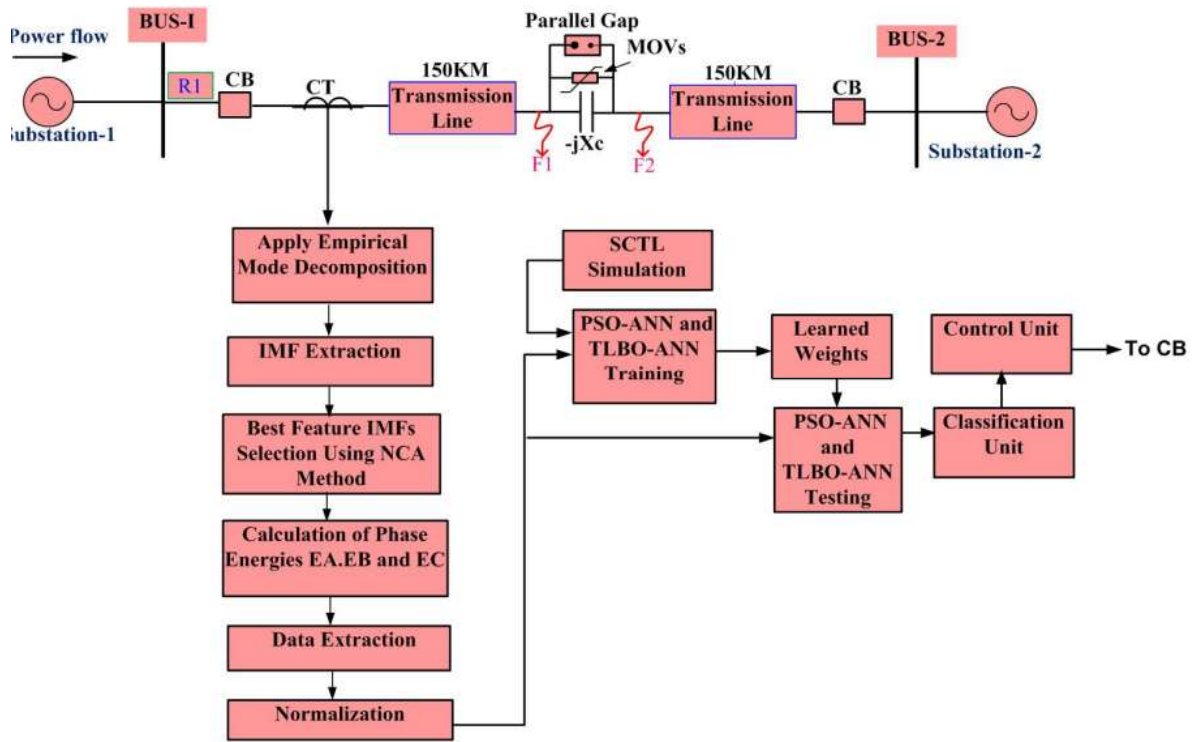 Parallel Gap
BUS-I
MOVs
BUS-2
Power flow
150KM
150KM
R1
CB
CT
Transmission
Line
Transmission
Line
CB
Substation-1
-jXc
F1
F2
Substation-2
Apply Empirical
Mode Decomposition
IMF Extraction
Best Feature IMFs
Selection Using NCA
Method
Calculation of Phase
Energies EA.EB and EC
Data Extraction
Normalization
SCTL
Simulation
PSO-ANN and
TLBO-ANN
Training
Learned
Weights
Control Unit
To CB
PSO-ANN
and
TLBO-ANN
Testing
Classification
Unit